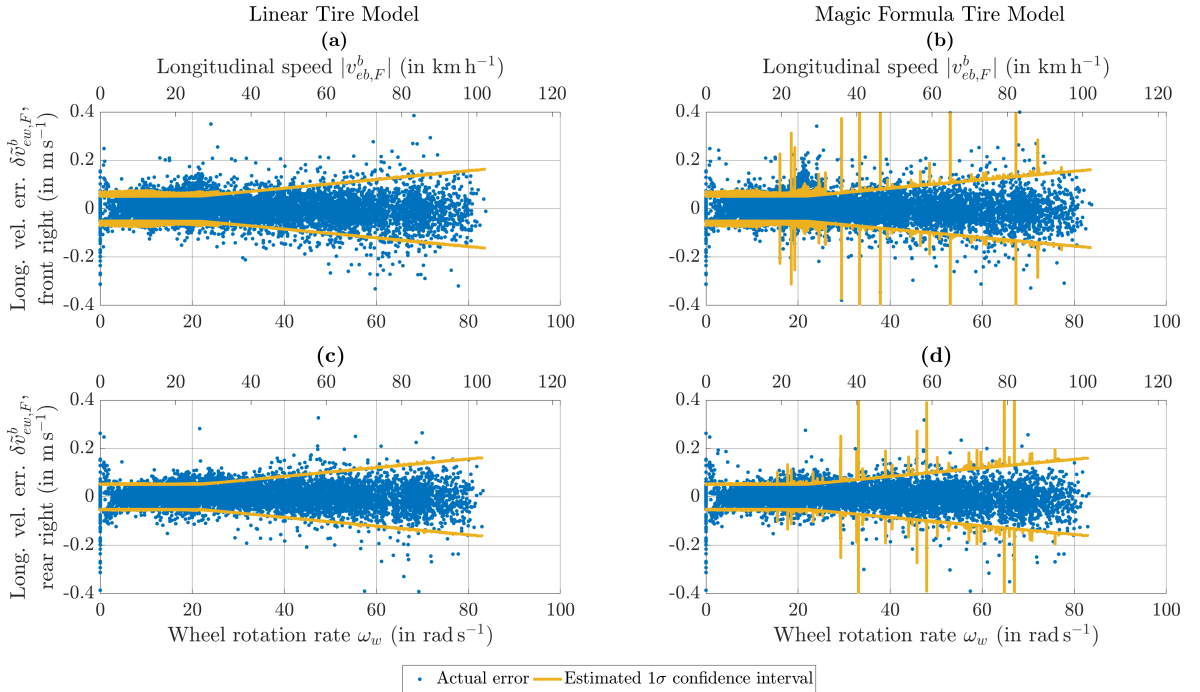 Linear Tire Model
Magic Formula Tire Model
(a)
(b)
Longitudinal speed |v^b_{eb,F}| (in km h⁻¹)
Longitudinal speed |v^b_{eb,F}| (in km h⁻¹)
0 20 40 60 80 100 120
0 20 40 60 80 100 120
Long. vel. err. δṽ^b_{ew,F},
front right (in m s⁻¹)
0.4
0.2
0
-0.2
-0.4
0.4
0.2
0
-0.2
-0.4
0 20 40 60 80 100
0 20 40 60 80 100
(c)
(d)
0 20 40 60 80 100 120
0 20 40 60 80 100 120
Long. vel. err. δṽ^b_{ew,F},
rear right (in m s⁻¹)
0.4
0.2
0
-0.2
-0.4
0.4
0.2
0
-0.2
-0.4
0 20 40 60 80 100
0 20 40 60 80 100
Wheel rotation rate ω_w (in rad s⁻¹)
Wheel rotation rate ω_w (in rad s⁻¹)
Actual error
Estimated 1σ confidence interval